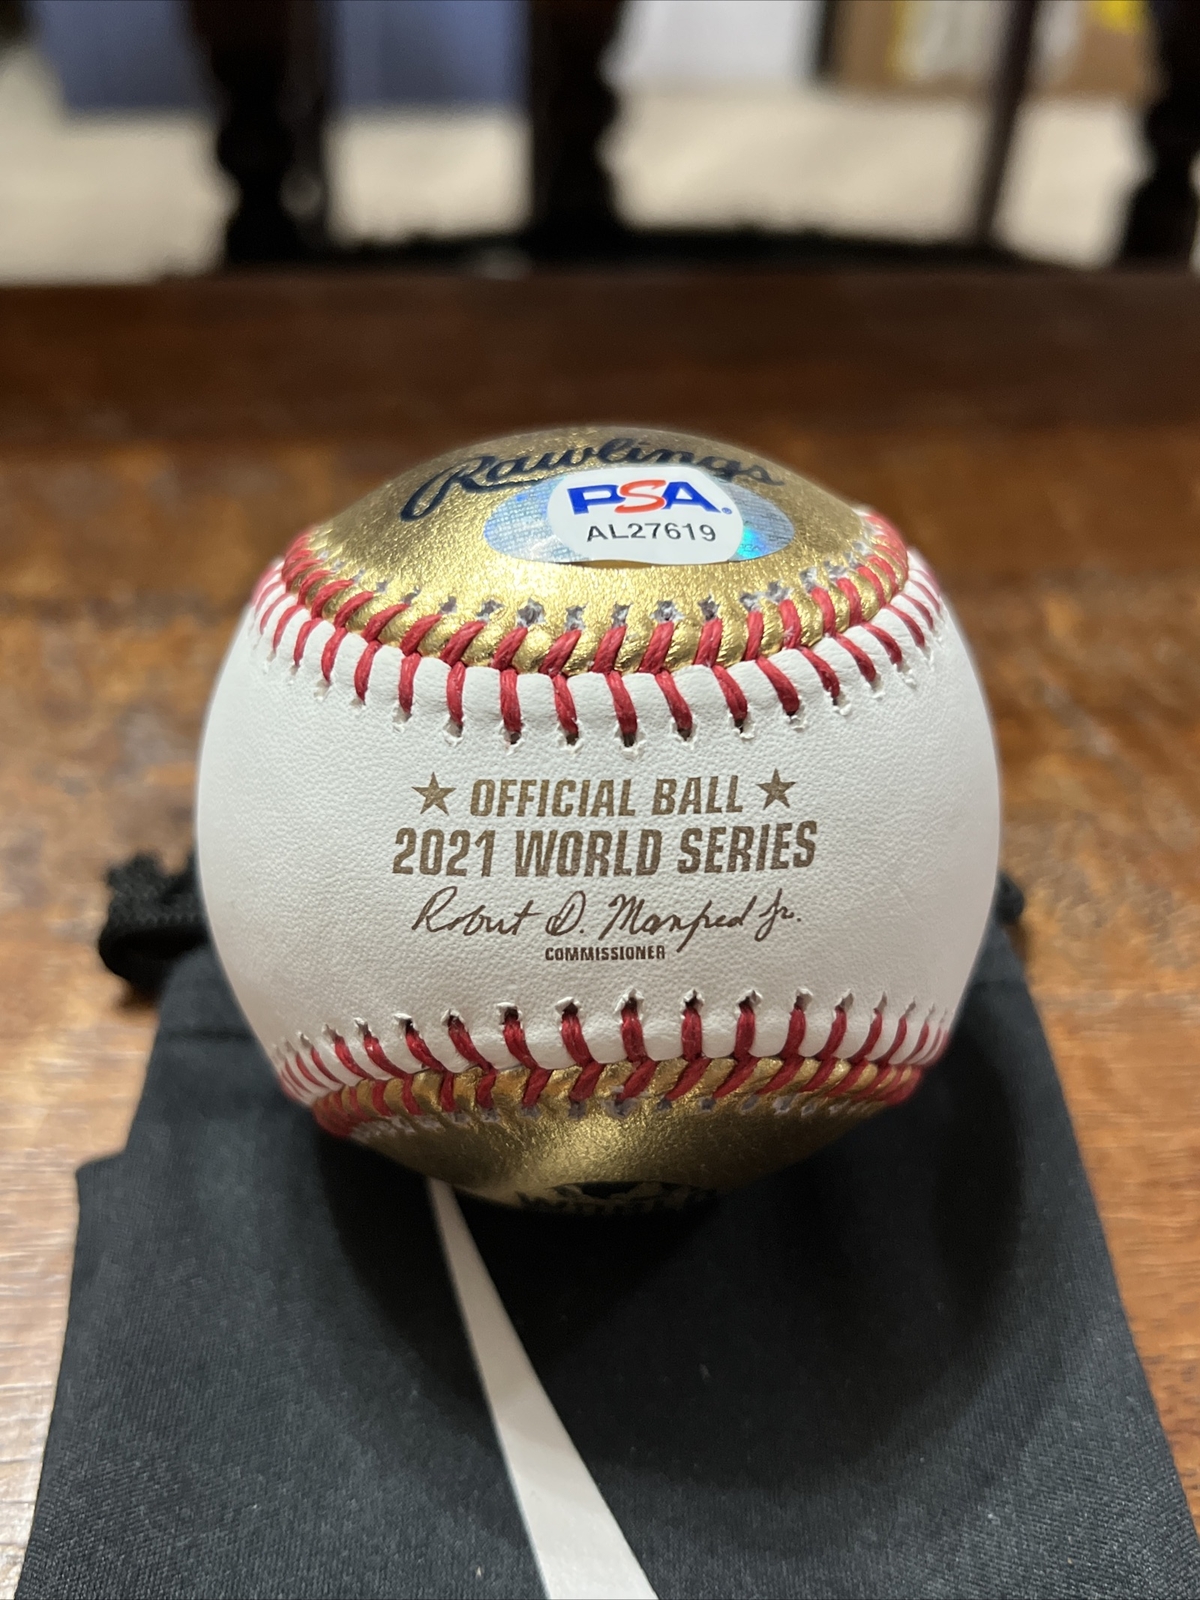 Rawlings
PSA®
AL27619
★ OFFICIAL BALL ★
2021 WORLD SERIES
Robert D. Manfred Jr.
COMMISSIONER